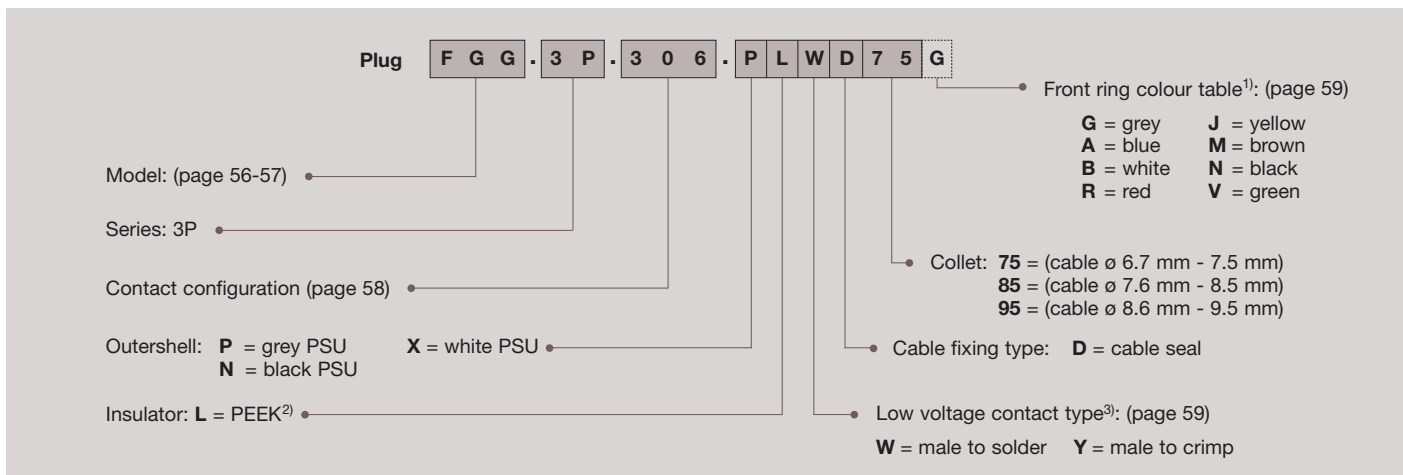 Plug F G G . 3 P . 3 0 6 . P L W D 7 5 G
Front ring colour table1): (page 59)
G = grey J = yellow
A = blue M = brown
B = white N = black
R = red V = green
Model: (page 56-57)
Series: 3P
Collet: 75 = (cable ø 6.7 mm - 7.5 mm)
85 = (cable ø 7.6 mm - 8.5 mm)
95 = (cable ø 8.6 mm - 9.5 mm)
Contact configuration (page 58)
Outershell: P = grey PSU X = white PSU
N = black PSU
Cable fixing type: D = cable seal
Insulator: L = PEEK2)
Low voltage contact type3): (page 59)
W = male to solder Y = male to crimp